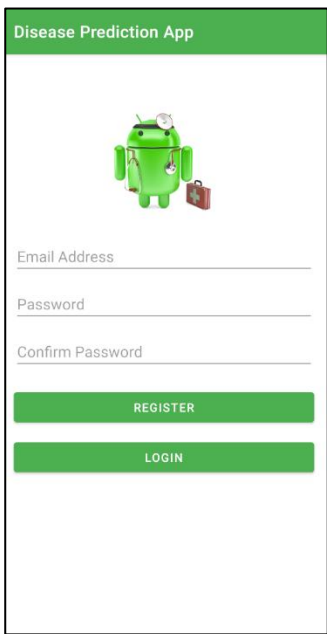 Disease Prediction App
Email Address
Password
Confirm Password
REGISTER
LOGIN